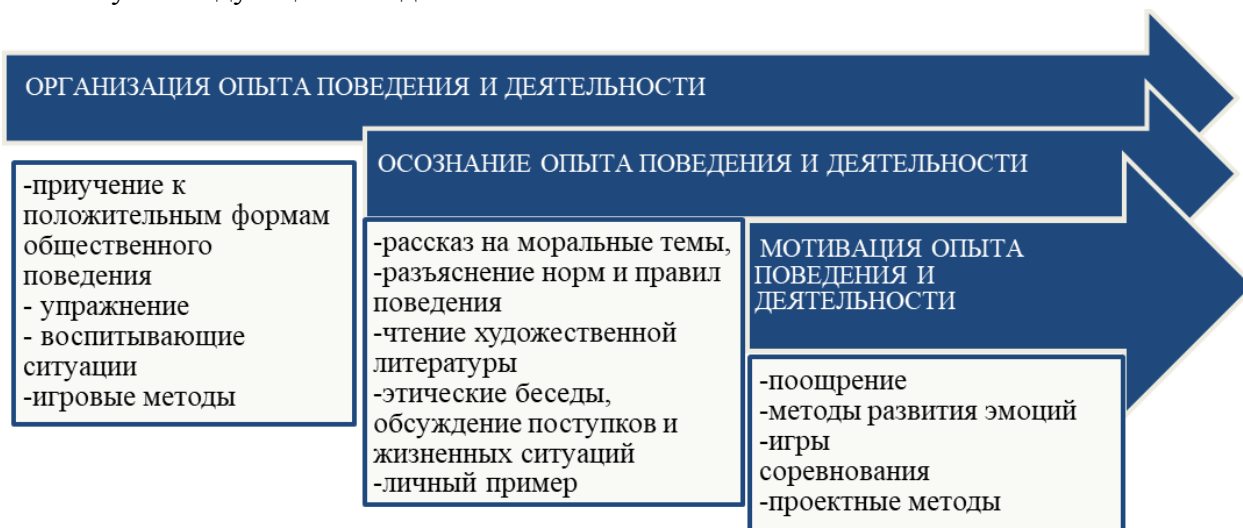 ОРГАНИЗАЦИЯ ОПЫТА ПОВЕДЕНИЯ И ДЕЯТЕЛЬНОСТИ
-приучение к
положительным формам
общественного
поведения
- упражнение
- воспитывающие
ситуации
-игровые методы
ОСОЗНАНИЕ ОПЫТА ПОВЕДЕНИЯ И ДЕЯТЕЛЬНОСТИ
-рассказ на моральные темы,
-разъяснение норм и правил
поведения
-чтение художественной
литературы
-этические беседы,
обсуждение поступков и
жизненных ситуаций
-личный пример
МОТИВАЦИЯ ОПЫТА
ПОВЕДЕНИЯ И
ДЕЯТЕЛЬНОСТИ
-поощрение
-методы развития эмоций
-игры
соревнования
-проектные методы